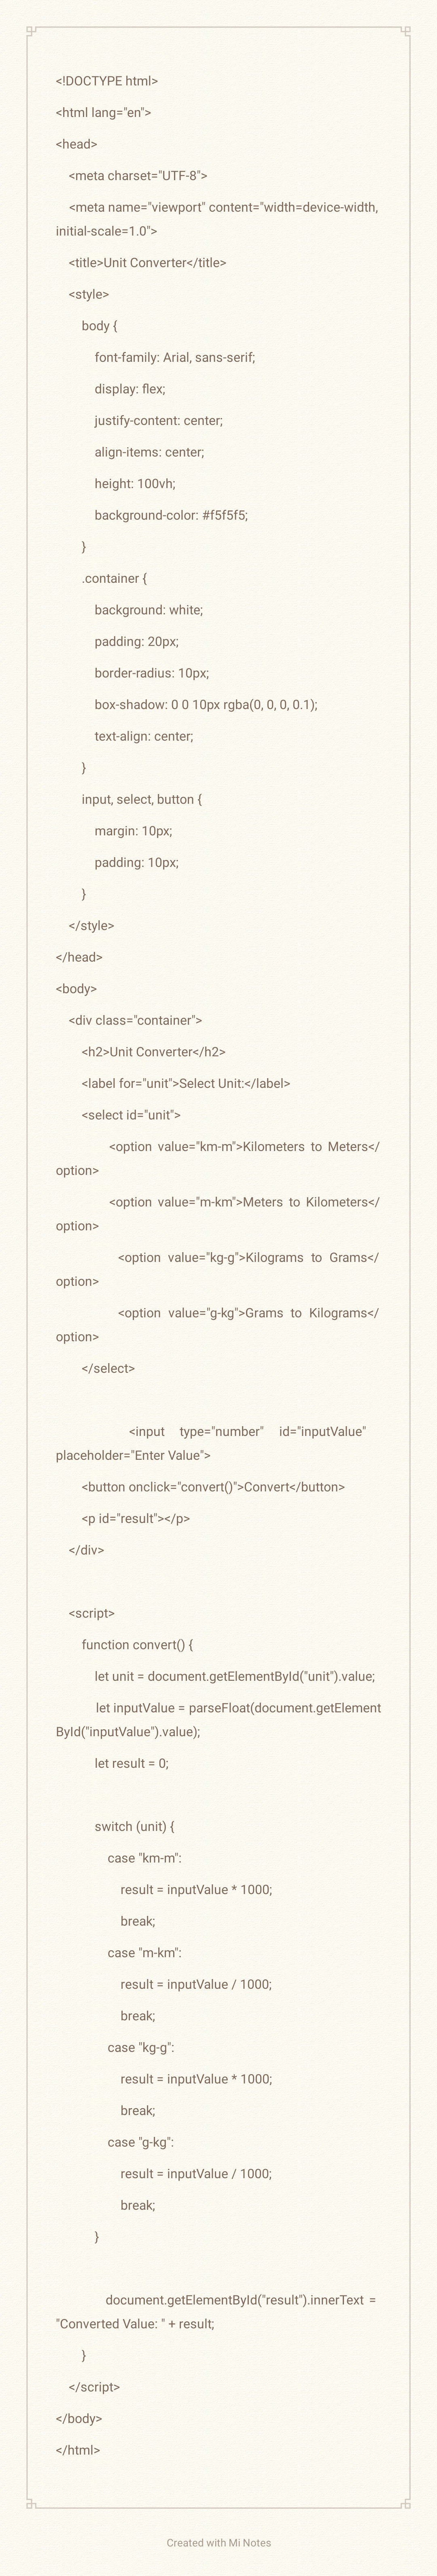 <!DOCTYPE html>
<html lang="en">
<head>
<meta charset="UTF-8">
<meta name="viewport" content="width=device-width,
initial-scale=1.0">
<title>Unit Converter</title>
<style>
body {
font-family: Arial, sans-serif;
display: flex;
justify-content: center;
align-items: center;
height: 100vh;
background-color: #f5f5f5;
}
.container {
background: white;
padding: 20px;
border-radius: 10px;
box-shadow: 0 0 10px rgba(0, 0, 0, 0.1);
text-align: center;
}
input, select, button {
margin: 10px;
padding: 10px;
}
</style>
</head>
<body>
<div class="container">
<h2>Unit Converter</h2>
<label for="unit">Select Unit:</label>
<select id="unit">
<option value="km-m">Kilometers to Meters</
option>
<option value="m-km">Meters to Kilometers</
option>
<option value="kg-g">Kilograms to Grams</
option>
<option value="g-kg">Grams to Kilograms</
option>
</select>
<input type="number" id="inputValue"
placeholder="Enter Value">
<button onclick="convert()">Convert</button>
<p id="result"></p>
</div>
<script>
function convert() {
let unit = document.getElementById("unit").value;
let inputValue = parseFloat(document.getElement
ById("inputValue").value);
let result = 0;
switch (unit) {
case "km-m":
result = inputValue * 1000;
break;
case "m-km":
result = inputValue / 1000;
break;
case "kg-g":
result = inputValue * 1000;
break;
case "g-kg":
result = inputValue / 1000;
break;
}
document.getElementById("result").innerText =
"Converted Value: " + result;
}
</script>
</body>
</html>
Created with Mi Notes